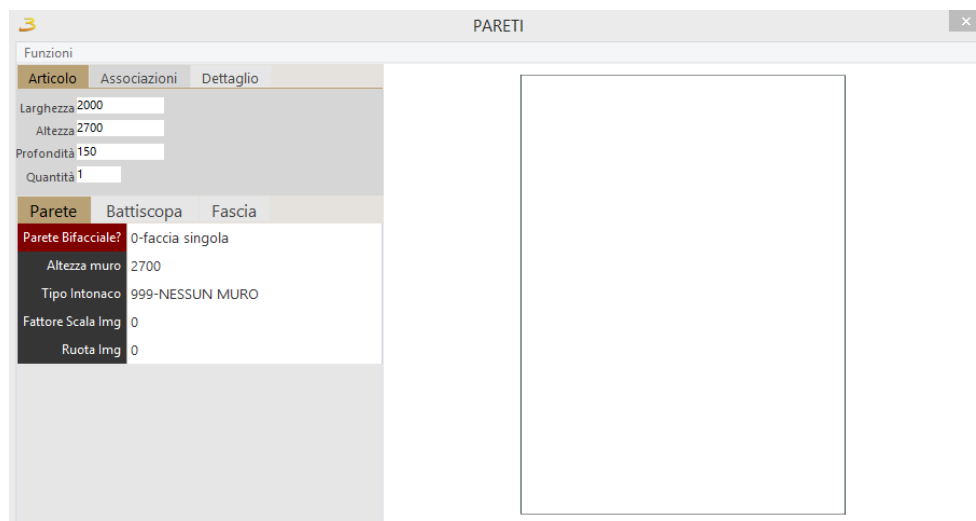 PARETI
Funzioni
Articolo Associazioni Dettaglio
Larghezza 2000
Altezza 2700
Profondità 150
Quantità 1
Parete Battiscopa Fascia
Parete Bifacciale? 0-faccia singola
Altezza muro 2700
Tipo Intonaco 999-NESSUN MURO
Fattore Scala Img 0
Ruota Img 0